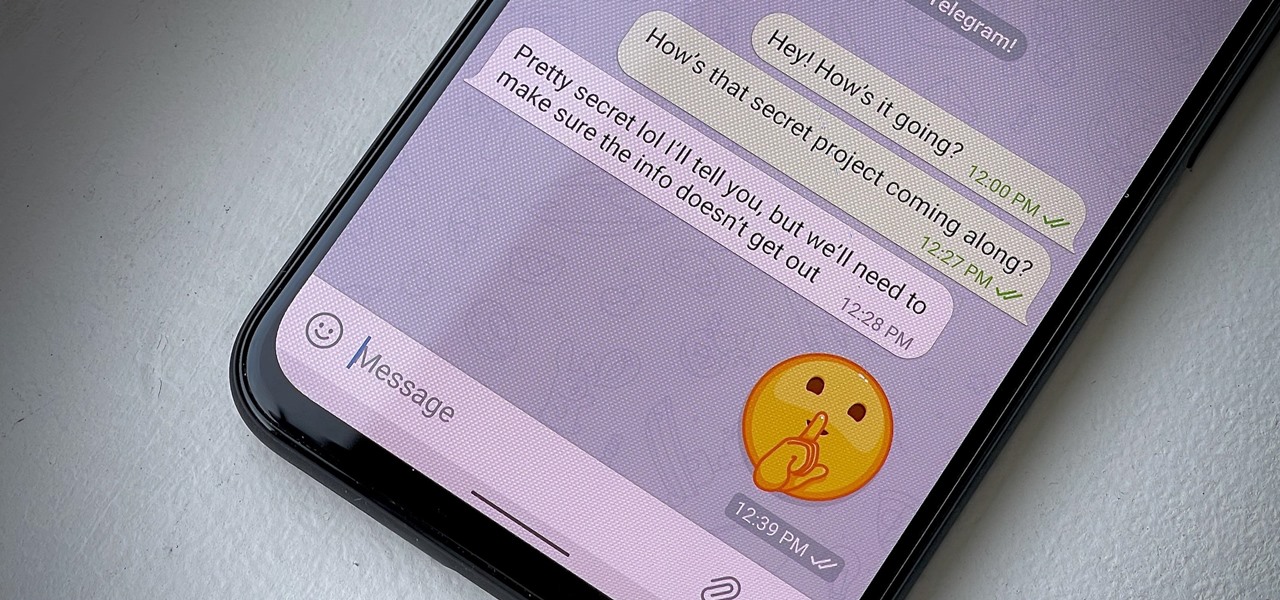 Telegram!
Hey! How's it going? 12:00 PM
How's that secret project coming along?
12:27 PM
Pretty secret lol I'll tell you, but we'll need to
make sure the info doesn't get out 12:28 PM
12:39 PM
Message